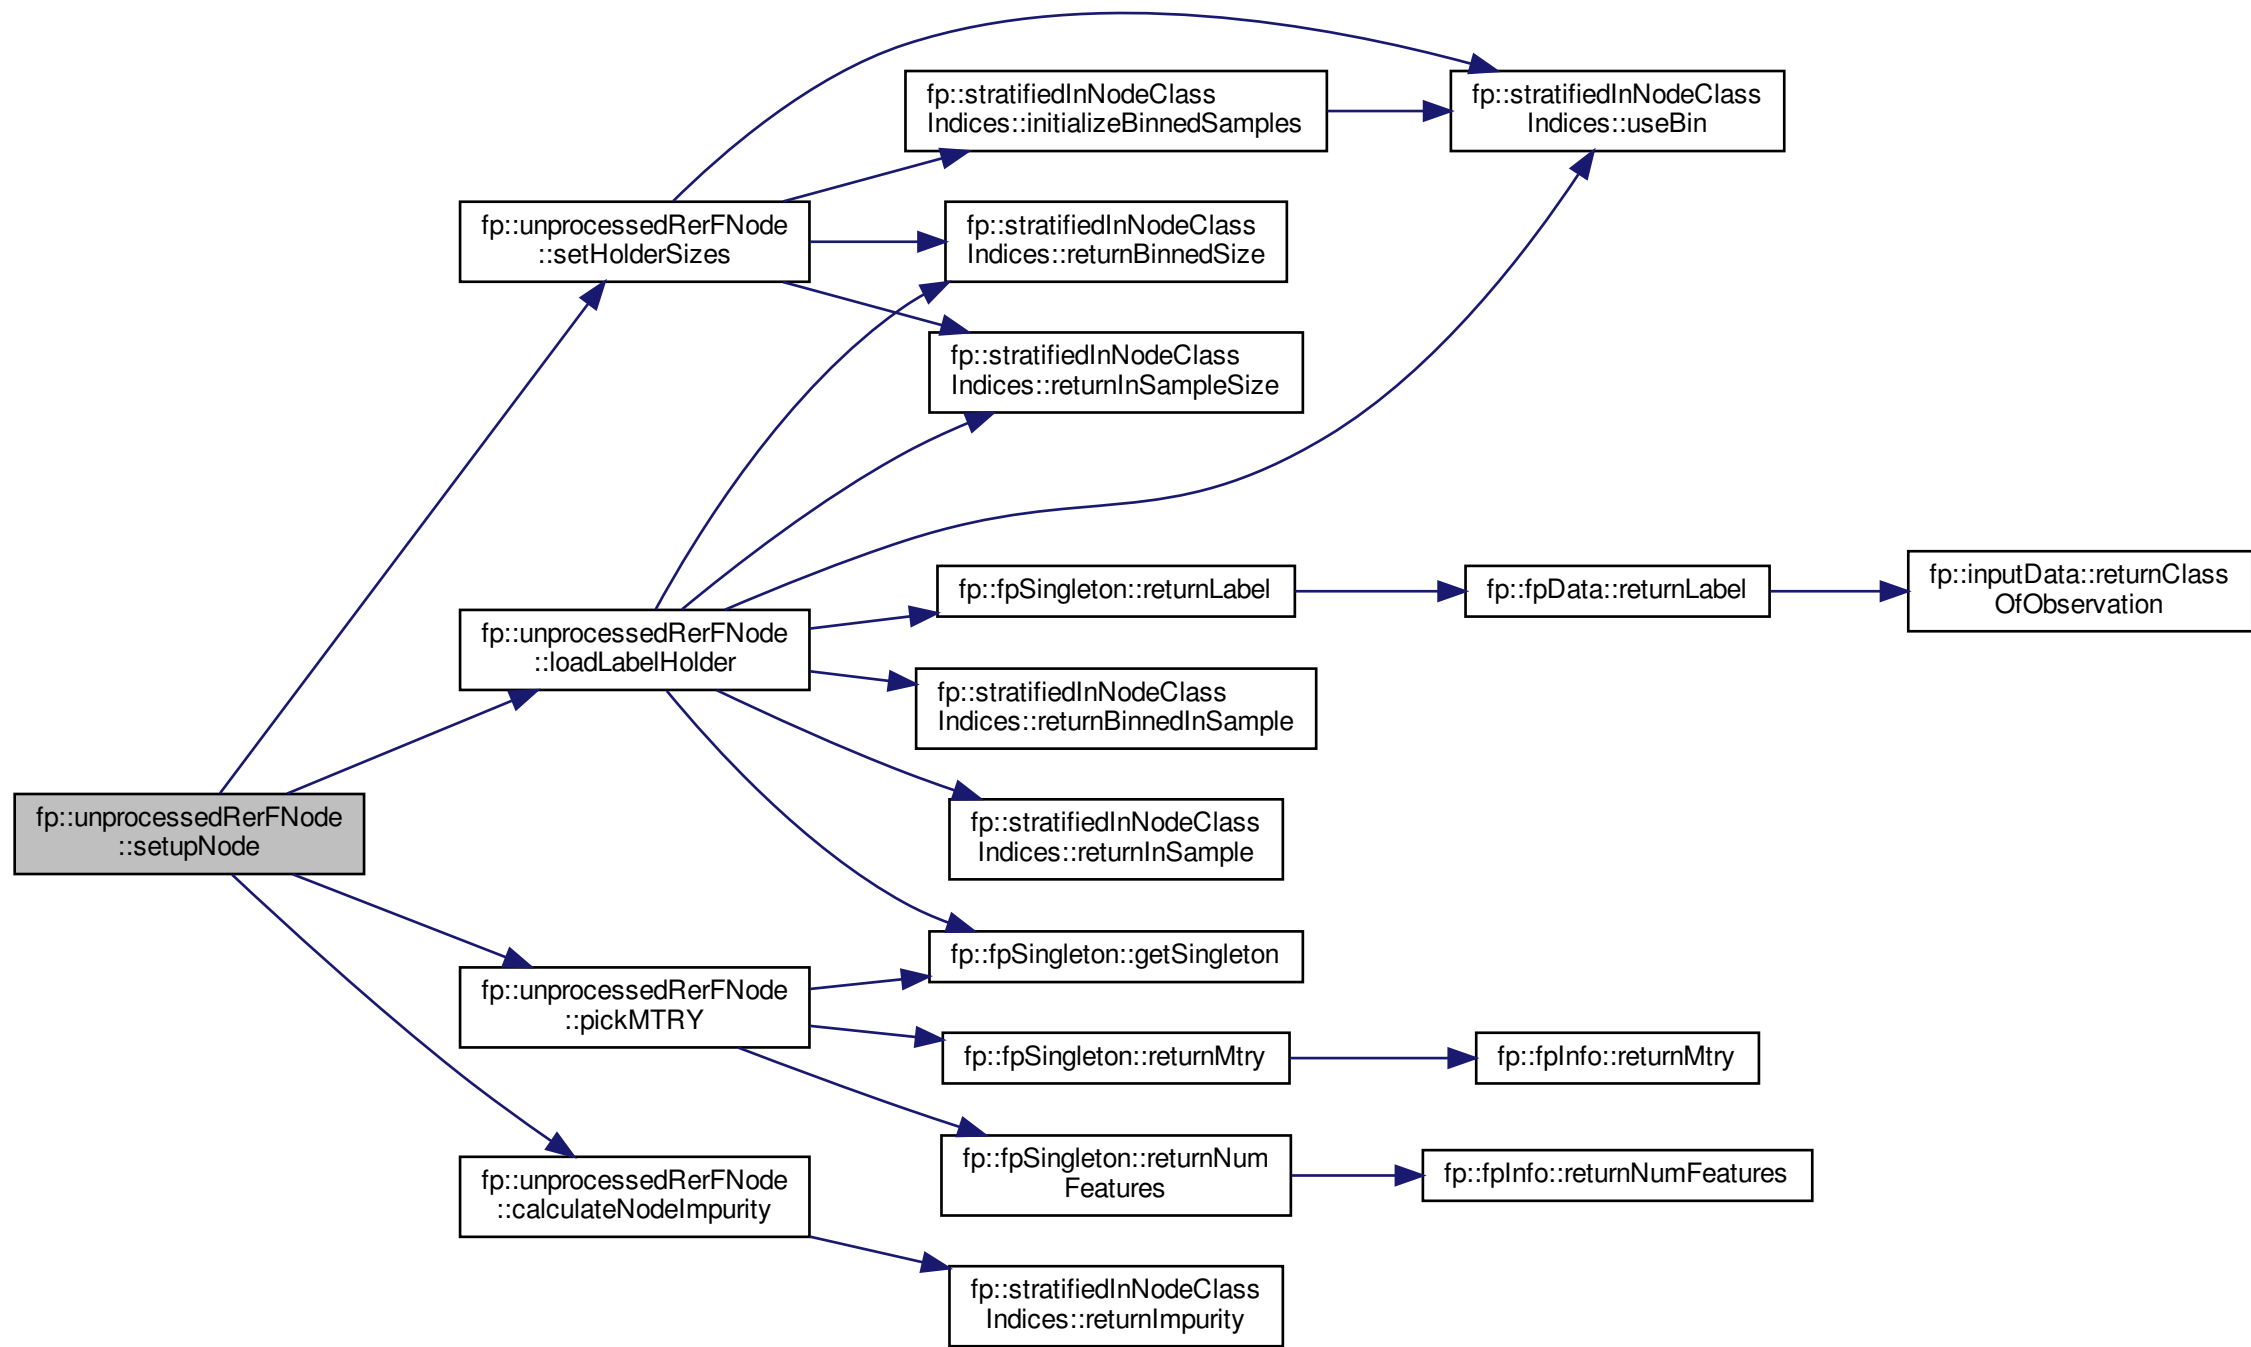 fp::stratifiedInNodeClass
Indices::initializeBinnedSamples
fp::stratifiedInNodeClass
Indices::useBin
fp::unprocessedRerFNode
::setHolderSizes
fp::stratifiedInNodeClass
Indices::returnBinnedSize
fp::stratifiedInNodeClass
Indices::returnInSampleSize
fp::unprocessedRerFNode
::loadLabelHolder
fp::fpSingleton::returnLabel
fp::fpData::returnLabel
fp::inputData::returnClass
OfObservation
fp::stratifiedInNodeClass
Indices::returnBinnedInSample
fp::unprocessedRerFNode
::setupNode
fp::stratifiedInNodeClass
Indices::returnInSample
fp::fpSingleton::getSingleton
fp::unprocessedRerFNode
::pickMTRY
fp::fpSingleton::returnMtry
fp::fpInfo::returnMtry
fp::fpSingleton::returnNum
Features
fp::fpInfo::returnNumFeatures
fp::unprocessedRerFNode
::calculateNodeImpurity
fp::stratifiedInNodeClass
Indices::returnImpurity